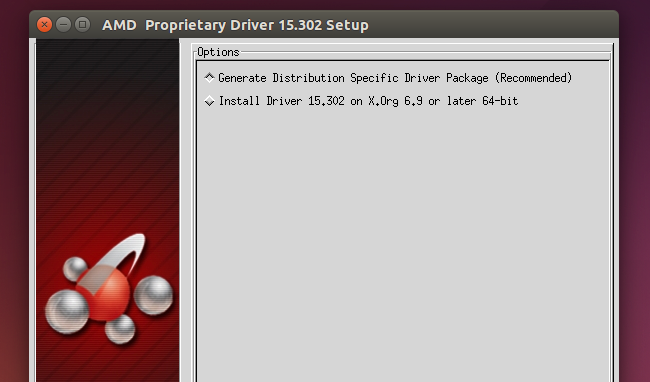 AMD  Proprietary Driver 15.302 Setup
Options
Generate Distribution Specific Driver Package (Recommended)
Install Driver 15.302 on X.Org 6.9 or later 64-bit